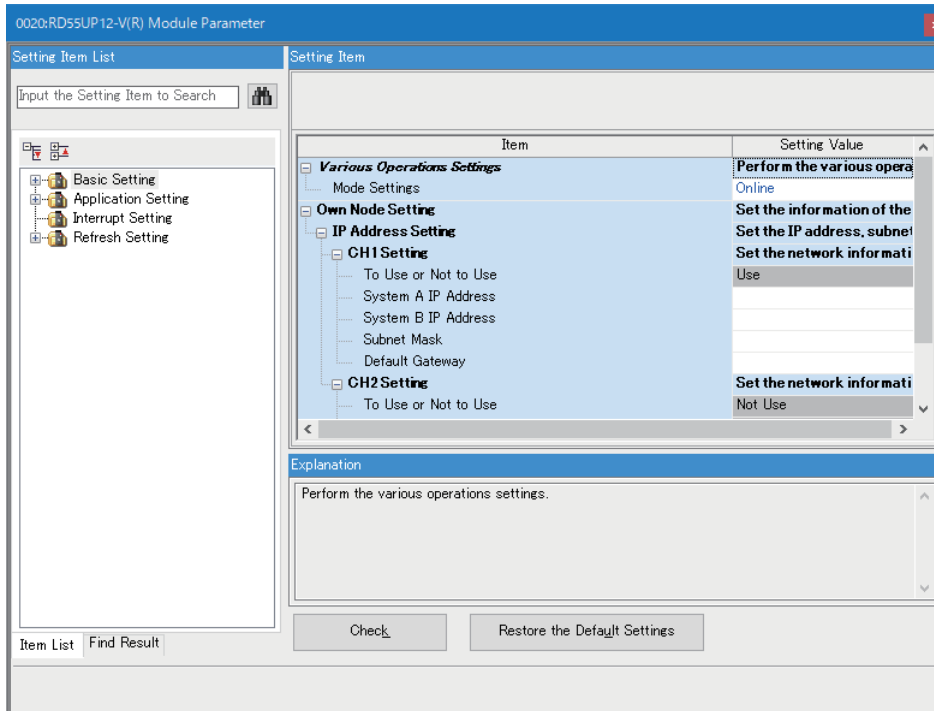 0020:RD55UP12-V(R) Module Parameter
Setting Item List
Input the Setting Item to Search
Basic Setting
Application Setting
Interrupt Setting
Refresh Setting
Item List Find Result
Setting Item
Item Setting Value
Various Operations Settings Perform the various opera
Mode Settings Online
Own Node Setting Set the information of the
IP Address Setting Set the IP address, subnet
CH1 Setting Set the network informati
To Use or Not to Use Use
System A IP Address
System B IP Address
Subnet Mask
Default Gateway
CH2 Setting Set the network informati
To Use or Not to Use Not Use
Explanation
Perform the various operations settings.
Check Restore the Default Settings